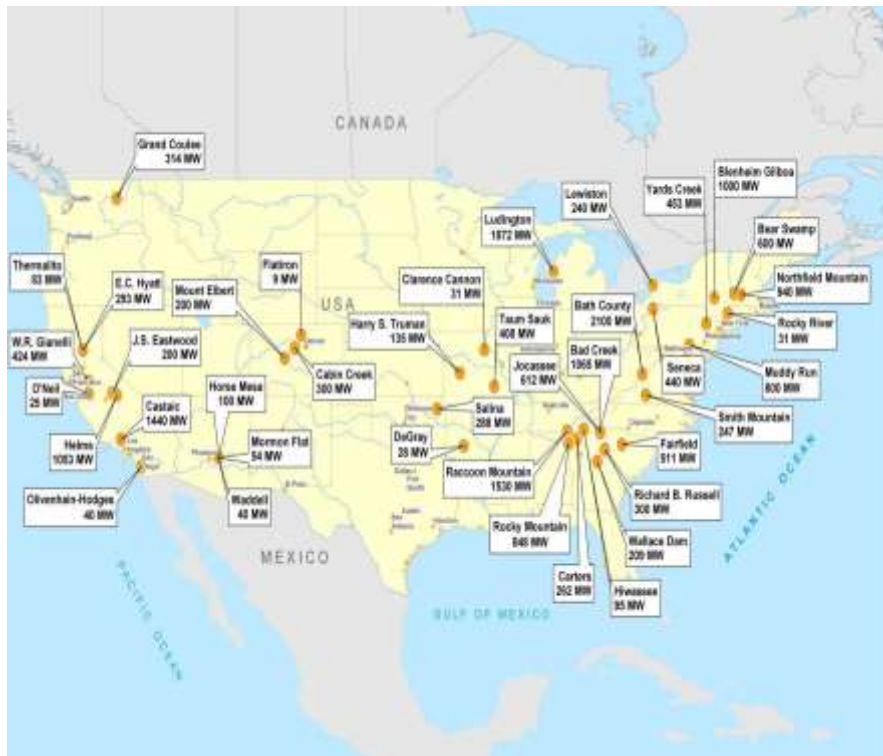 CANADA
Grand Coulee
314 MW
Blenheim Gilboa
1000 MW
Yards Creek
453 MW
Lewiston
240 MW
Ludington
1872 MW
Bear Swamp
600 MW
Thermalito
83 MW
E.C. Hyatt
293 MW
Mount Elbert
200 MW
Flatiron
9 MW
USA
Clarence Cannon
31 MW
Northfield Mountain
940 MW
Bath County
2100 MW
Taum Sauk
408 MW
Harry S. Truman
135 MW
Rocky River
31 MW
W.R. Gianelli
424 MW
J.S. Eastwood
200 MW
Cabin Creek
300 MW
Jocassee
612 MW
Bad Creek
1065 MW
Seneca
440 MW
Muddy Run
800 MW
O'Neil
25 MW
Horse Mesa
100 MW
Castaic
1440 MW
Salina
288 MW
Smith Mountain
247 MW
Helms
1053 MW
Mormon Flat
54 MW
DeGray
28 MW
Fairfield
511 MW
Raccoon Mountain
1530 MW
Olivenhain-Hodges
40 MW
Waddell
40 MW
Richard B. Russell
300 MW
Rocky Mountain
848 MW
Wallace Dam
209 MW
Carters
262 MW
Hiwassee
95 MW
MEXICO
GULF OF MEXICO
PACIFIC OCEAN
ATLANTIC OCEAN